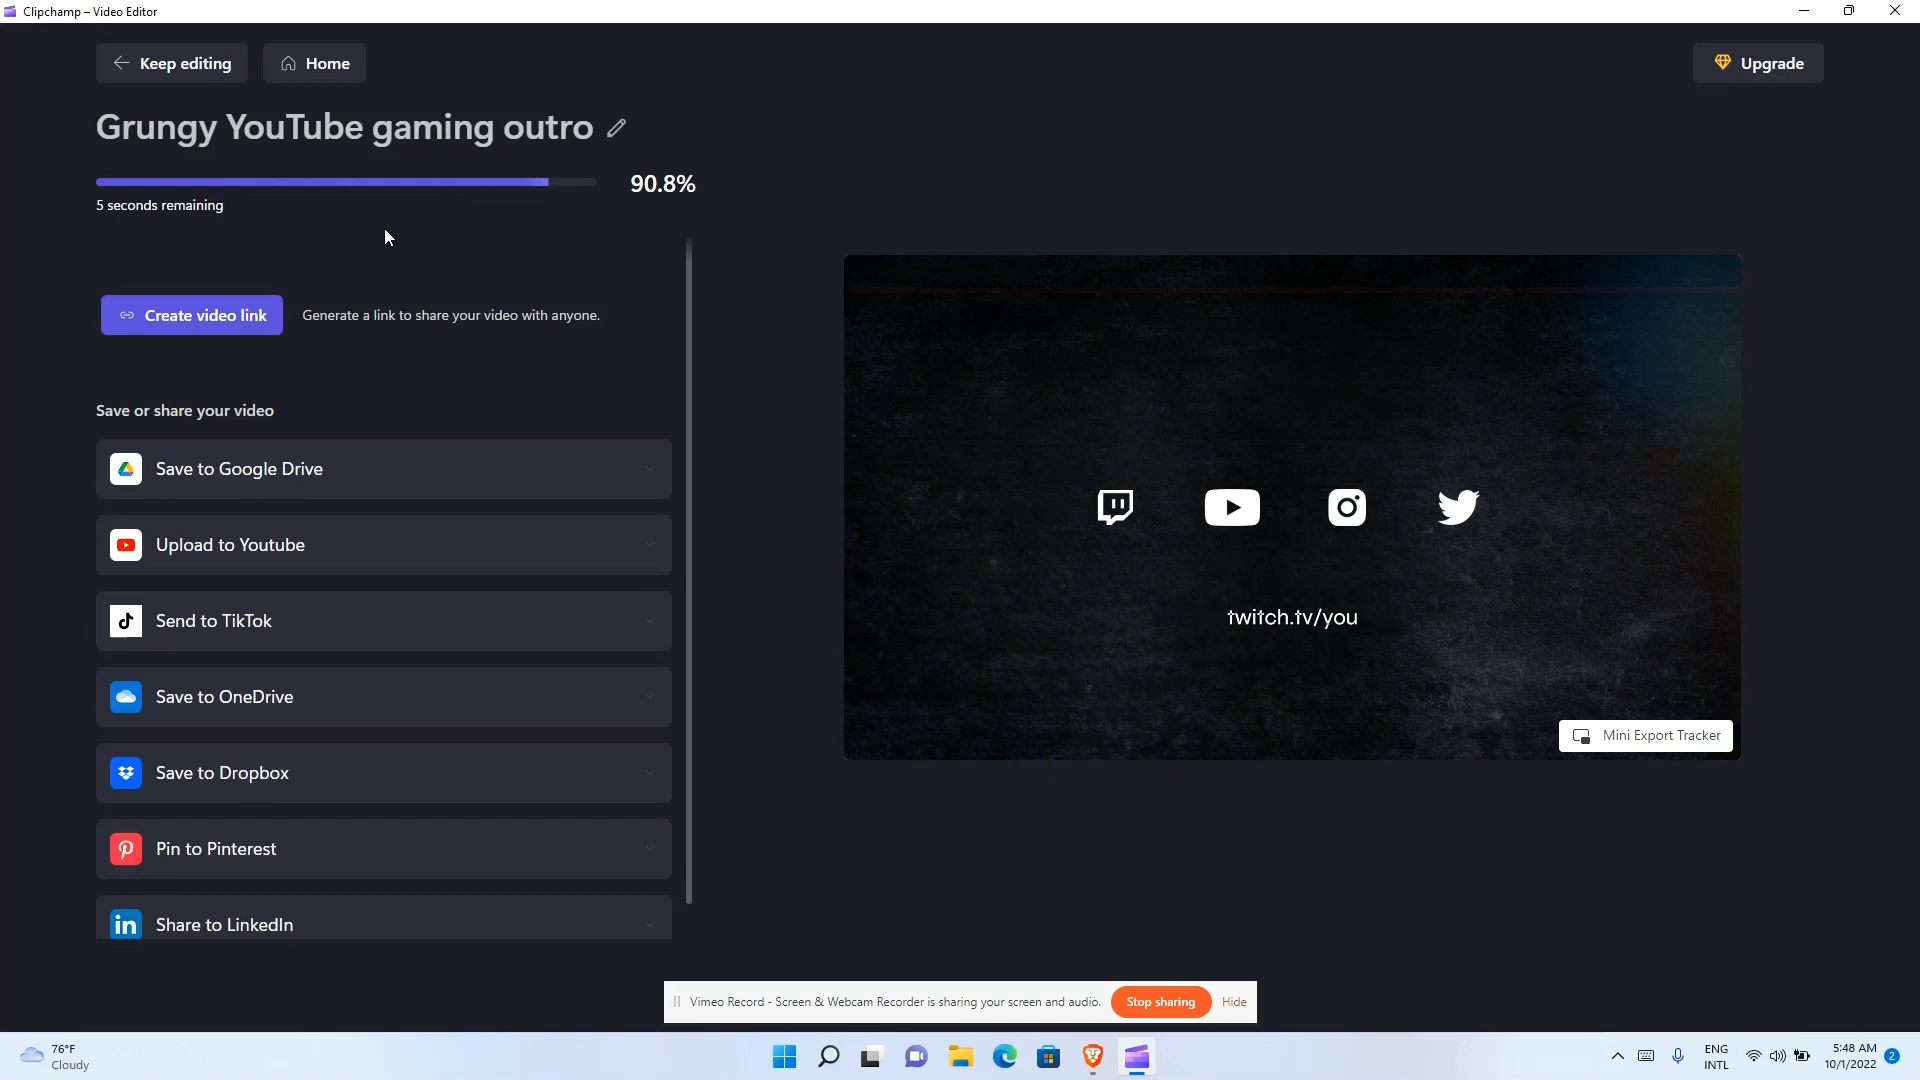 Clipchamp – Video Editor
Keep editing
Home
Upgrade
Grungy YouTube gaming outro
90.8%
5 seconds remaining
Create video link
Generate a link to share your video with anyone.
Save or share your video
Save to Google Drive
Upload to Youtube
Send to TikTok
Save to OneDrive
Save to Dropbox
Pin to Pinterest
Share to LinkedIn
twitch.tv/you
Mini Export Tracker
Vimeo Record - Screen & Webcam Recorder is sharing your screen and audio.
Stop sharing
Hide
76°F
Cloudy
ENG
INTL
5:48 AM
10/1/2022
2